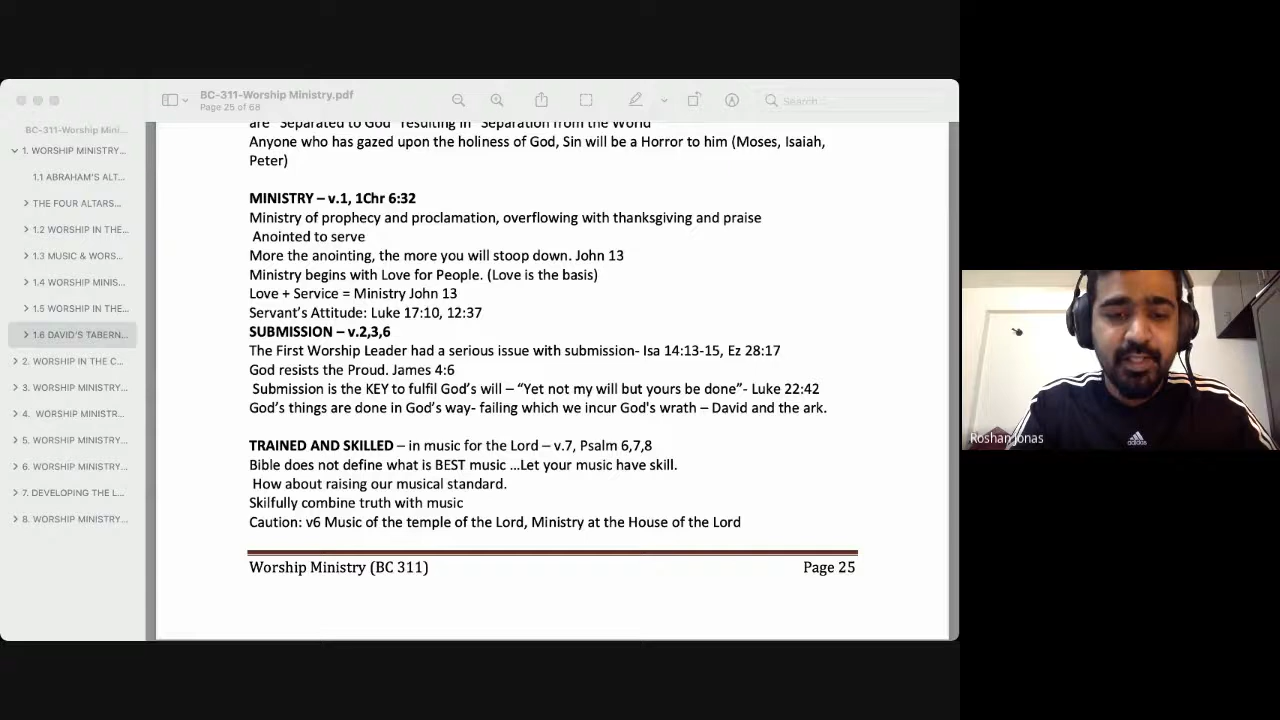 BC-311-Worship Ministry.pdf
Page 25 of 68
Search...
BC-311-Worship Mini...
1. WORSHIP MINISTRY...
1.1 ABRAHAM'S ALT...
THE FOUR ALTARS...
1.2 WORSHIP IN THE...
1.3 MUSIC & WORS...
1.4 WORSHIP MINIS...
1.5 WORSHIP IN THE...
1.6 DAVID'S TABERN...
2. WORSHIP IN THE C...
3. WORSHIP MINISTRY...
4. WORSHIP MINISTR...
5. WORSHIP MINISTRY...
6. WORSHIP MINISTRY...
7. DEVELOPING THE L...
8. WORSHIP MINISTRY...
are "Separated to God" resulting in "Separation from the World"
Anyone who has gazed upon the holiness of God, Sin will be a Horror to him (Moses, Isaiah,
Peter)
MINISTRY – v.1, 1Chr 6:32
Ministry of prophecy and proclamation, overflowing with thanksgiving and praise
Anointed to serve
More the anointing, the more you will stoop down. John 13
Ministry begins with Love for People. (Love is the basis)
Love + Service = Ministry John 13
Servant's Attitude: Luke 17:10, 12:37
SUBMISSION – v.2,3,6
The First Worship Leader had a serious issue with submission- Isa 14:13-15, Ez 28:17
God resists the Proud. James 4:6
Submission is the KEY to fulfil God's will – "Yet not my will but yours be done"- Luke 22:42
God's things are done in God's way- failing which we incur God's wrath – David and the ark.
TRAINED AND SKILLED – in music for the Lord – v.7, Psalm 6,7,8
Bible does not define what is BEST music ...Let your music have skill.
How about raising our musical standard.
Skilfully combine truth with music
Caution: v6 Music of the temple of the Lord, Ministry at the House of the Lord
Worship Ministry (BC 311)
Page 25
Roshan Jonas
adidas